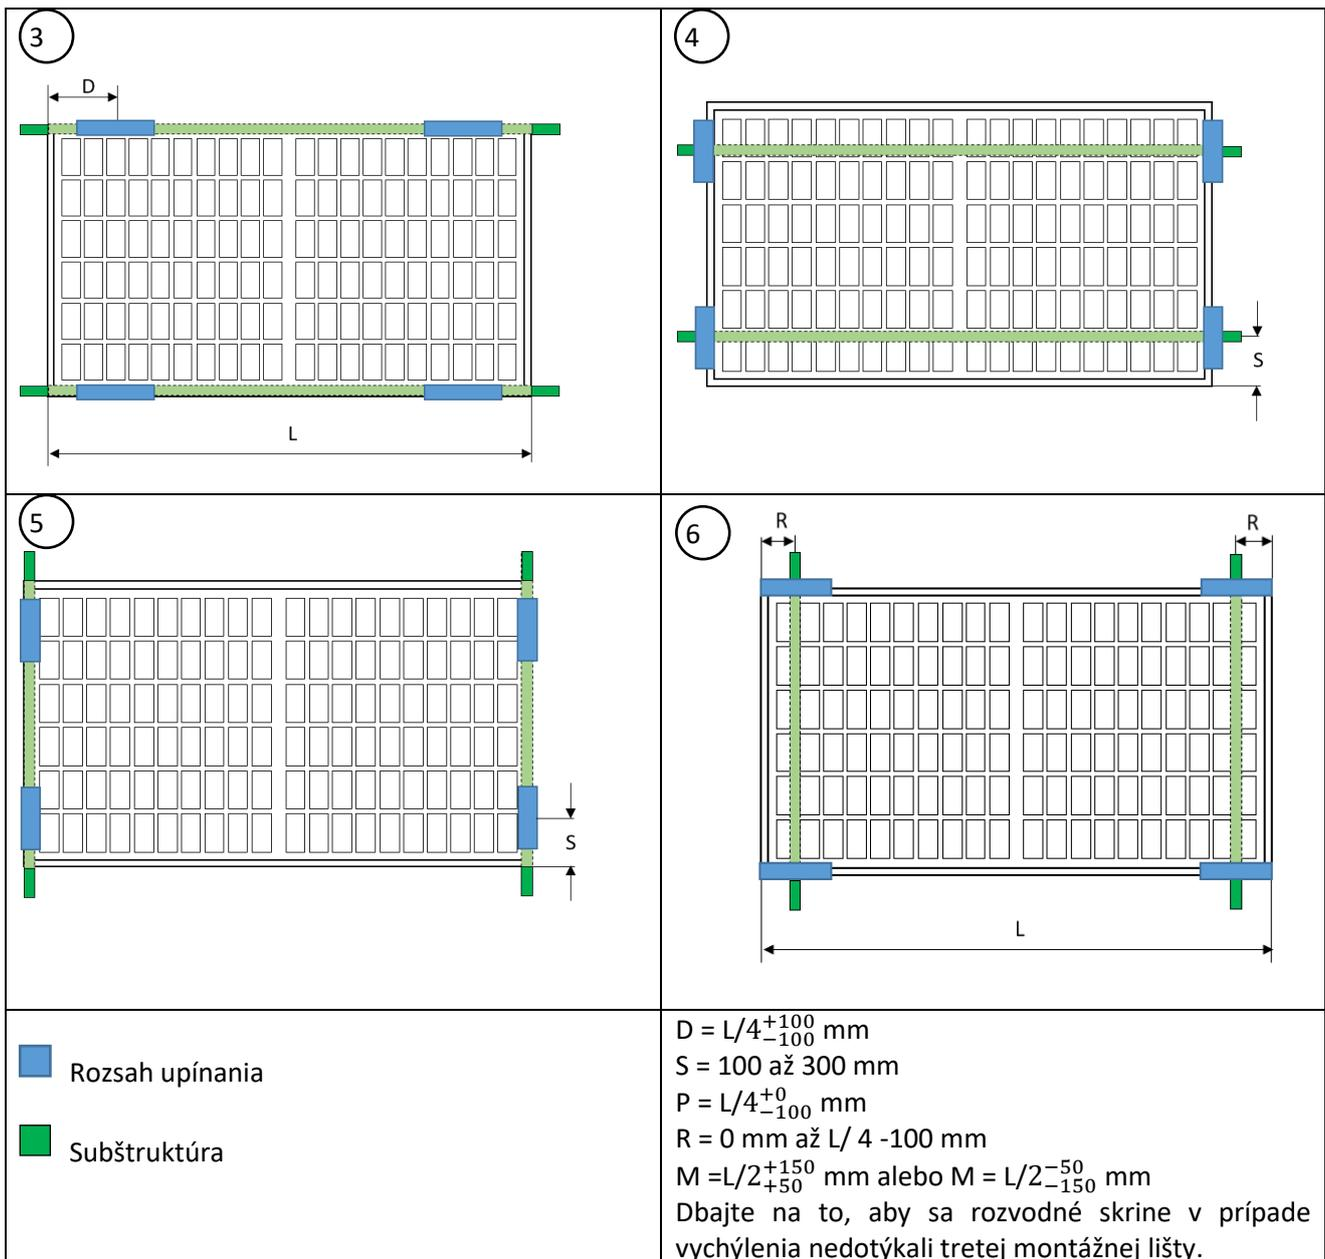 3
D
L
4
S
5
S
6
R
R
L
Rozsah upínania
Subštruktúra
D = L/4 +100 −100 mm
S = 100 až 300 mm
P = L/4 +0 −100 mm
R = 0 mm až L/ 4 -100 mm
M =L/2 +150 +50 mm alebo M = L/2 −50 −150 mm
Dbajte na to, aby sa rozvodné skrine v prípade
vychýlenia nedotýkali tretej montážnej lišty.